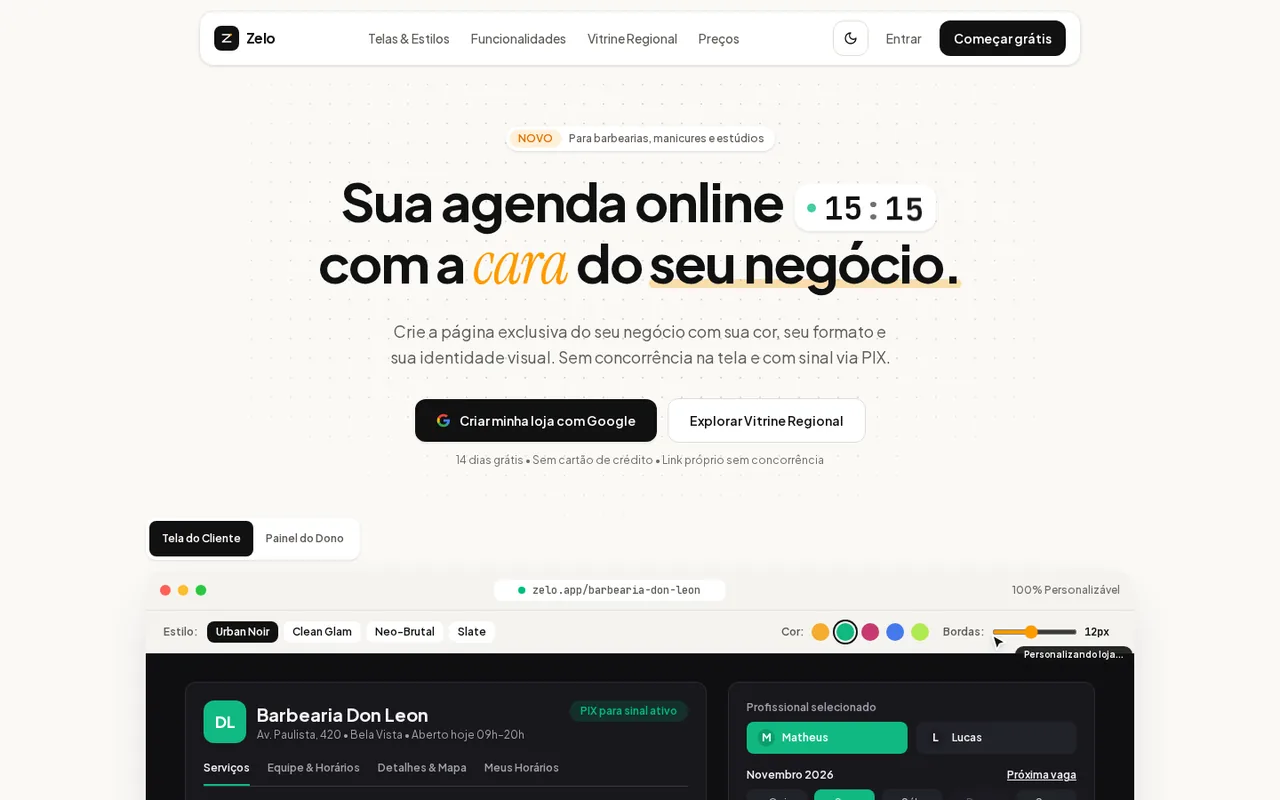 Zelo
Telas & Estilos
Funcionalidades
Vitrine Regional
Preços
Entrar
Começar grátis
NOVO Para barbearias, manicures e estúdios
Sua agenda online 15:15
com a cara do seu negócio.
Crie a página exclusiva do seu negócio com sua cor, seu formato e
sua identidade visual. Sem concorrência na tela e com sinal via PIX.
Criar minha loja com Google
Explorar Vitrine Regional
14 dias grátis • Sem cartão de crédito • Link próprio sem concorrência
Tela do Cliente
Painel do Dono
zelo.app/barbearia-don-leon
100% Personalizável
Estilo:
Urban Noir
Clean Glam
Neo-Brutal
Slate
Cor:
Bordas:
12px
Personalizando loja...
DL
Barbearia Don Leon
Av. Paulista, 420 • Bela Vista • Aberto hoje 09h–20h
PIX para sinal ativo
Serviços
Equipe & Horários
Detalhes & Mapa
Meus Horários
Profissional selecionado
M Matheus
L Lucas
Novembro 2026
Próxima vaga